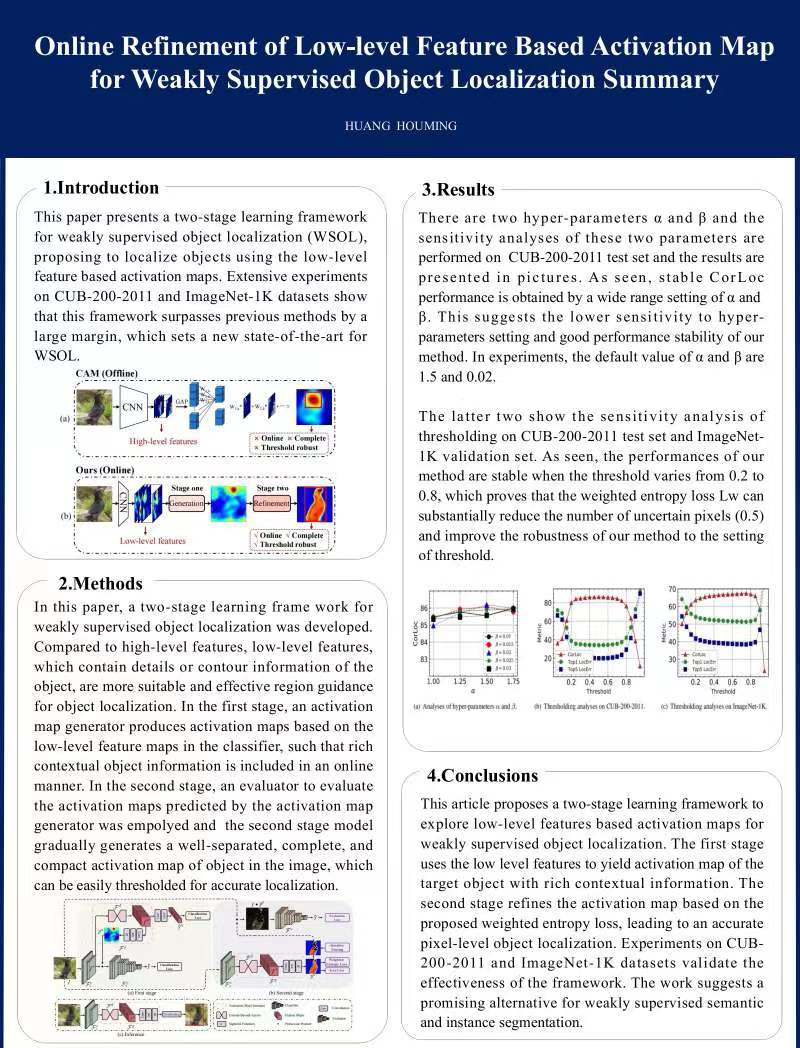 Online Refinement of Low-level Feature Based Activation Map
for Weakly Supervised Object Localization Summary
HUANG HOUMING
1.Introduction
This paper presents a two-stage learning framework
for weakly supervised object localization (WSOL),
proposing to localize objects using the low-level
feature based activation maps. Extensive experiments
on CUB-200-2011 and ImageNet-1K datasets show
that this framework surpasses previous methods by a
large margin, which sets a new state-of-the-art for
WSOL.
CAM (Offline)
CNN
GAP
(a)
High-level features
× Online × Complete
× Threshold robust
Ours (Online)
CNN
Stage one
Generation
Stage two
Refinement
(b)
Low-level features
√ Online √ Complete
√ Threshold robust
2.Methods
In this paper, a two-stage learning frame work for
weakly supervised object localization was developed.
Compared to high-level features, low-level features,
which contain details or contour information of the
object, are more suitable and effective region guidance
for object localization. In the first stage, an activation
map generator produces activation maps based on the
low-level feature maps in the classifier, such that rich
contextual object information is included in an online
manner. In the second stage, an evaluator to evaluate
the activation maps predicted by the activation map
generator was empolyed and the second stage model
gradually generates a well-separated, complete, and
compact activation map of object in the image, which
can be easily thresholded for accurate localization.
(a) First stage
(b) Second stage
(c) Inference
3.Results
There are two hyper-parameters α and β and the
sensitivity analyses of these two parameters are
performed on CUB-200-2011 test set and the results are
presented in pictures. As seen, stable CorLoc
performance is obtained by a wide range setting of α and
β. This suggests the lower sensitivity to hyper-
parameters setting and good performance stability of our
method. In experiments, the default value of α and β are
1.5 and 0.02.
The latter two show the sensitivity analysis of
thresholding on CUB-200-2011 test set and ImageNet-
1K validation set. As seen, the performances of our
method are stable when the threshold varies from 0.2 to
0.8, which proves that the weighted entropy loss Lw can
substantially reduce the number of uncertain pixels (0.5)
and improve the robustness of our method to the setting
of threshold.
CorLoc
86
85
84
83
β = 0.01
β = 0.015
β = 0.02
β = 0.025
β = 0.03
1.00 1.25 1.50 1.75
α
(a) Analyses of hyper-parameters α and β.
Metric
80
60
40
20
CorLoc
Top1 LocErr
Top5 LocErr
0.2 0.4 0.6 0.8
Threshold
(b) Thresholding analyses on CUB-200-2011.
Metric
70
60
50
40
30
CorLoc
Top1 LocErr
Top5 LocErr
0.2 0.4 0.6 0.8
Threshold
(c) Thresholding analyses on ImageNet-1K.
4.Conclusions
This article proposes a two-stage learning framework to
explore low-level features based activation maps for
weakly supervised object localization. The first stage
uses the low level features to yield activation map of the
target object with rich contextual information. The
second stage refines the activation map based on the
proposed weighted entropy loss, leading to an accurate
pixel-level object localization. Experiments on CUB-
200-2011 and ImageNet-1K datasets validate the
effectiveness of the framework. The work suggests a
promising alternative for weakly supervised semantic
and instance segmentation.